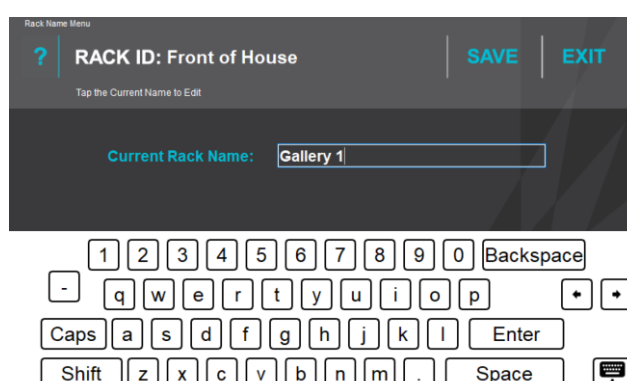 Rack Name Menu
? RACK ID: Front of House SAVE EXIT
Tap the Current Name to Edit
Current Rack Name: Gallery 1
1 2 3 4 5 6 7 8 9 0 Backspace
- q w e r t y u i o p
Caps a s d f g h j k l Enter
Shift z x c v b n m . Space